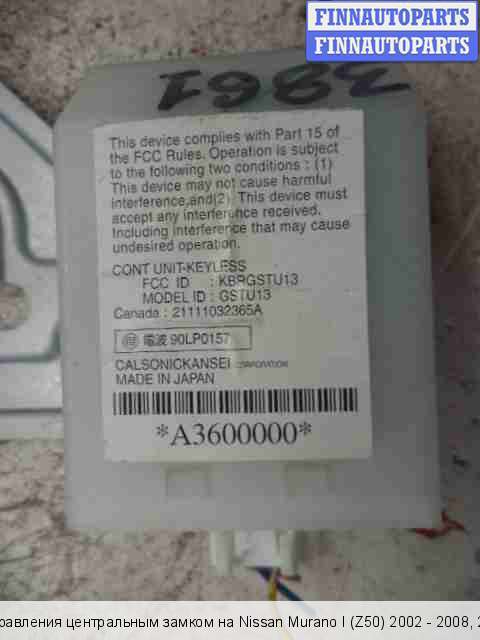 FINNAUTOPARTS
FINNAUTOPARTS
3861
This device complies with Part 15 of
the FCC Rules. Operation is subject
to the following two conditions : (1)
This device may not cause harmful
interference,and(2) This device must
accept any interference received.
Including interference that may cause
undesired operation.
CONT UNIT-KEYLESS
FCC ID : KBRGSTU13
MODEL ID : GSTU13
Canada : 21111032365A
電波 90LP0157
CALSONICKANSEI CORPORATION
MADE IN JAPAN
*A3600000*
равления центральным замком на Nissan Murano I (Z50) 2002 - 2008, 2